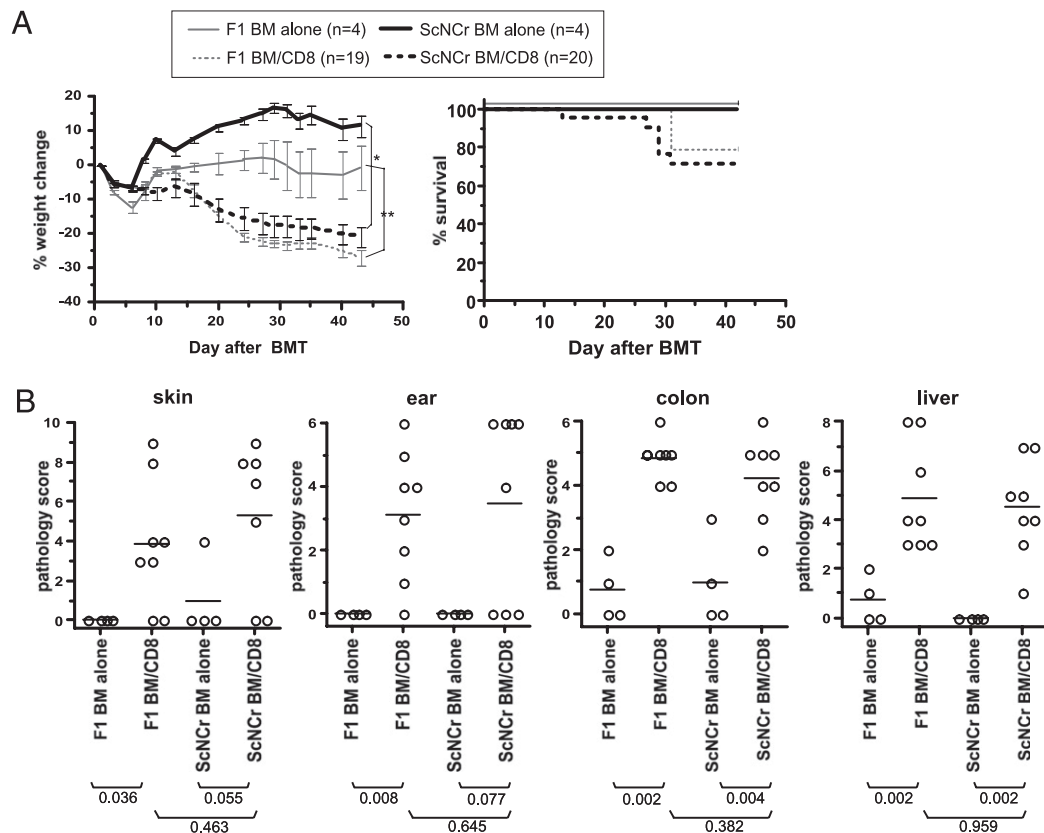 A
F1 BM alone (n=4) ScNCr BM alone (n=4)
F1 BM/CD8 (n=19) ScNCr BM/CD8 (n=20)
% weight change
20
10
0
-10
-20
-30
-40
0 10 20 30 40 50
Day after BMT
*
**
% survival
100
80
60
40
20
0
0 10 20 30 40 50
Day after BMT
B
skin
pathology score
10
8
6
4
2
0
F1 BM alone
F1 BM/CD8
ScNCr BM alone
ScNCr BM/CD8
0.036 0.055
0.463
ear
pathology score
6
4
2
0
F1 BM alone
F1 BM/CD8
ScNCr BM alone
ScNCr BM/CD8
0.008 0.077
0.645
colon
pathology score
6
4
2
0
F1 BM alone
F1 BM/CD8
ScNCr BM alone
ScNCr BM/CD8
0.002 0.004
0.382
liver
pathology score
8
6
4
2
0
F1 BM alone
F1 BM/CD8
ScNCr BM alone
ScNCr BM/CD8
0.002 0.002
0.959